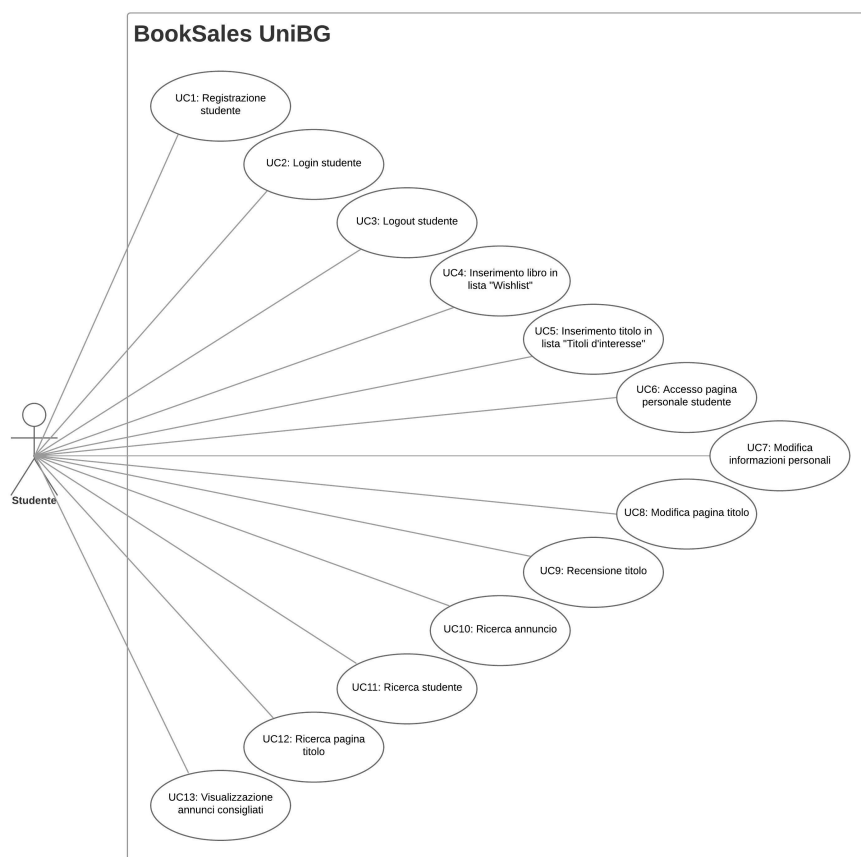 BookSales UniBG
UC1: Registrazione
studente
UC2: Login studente
UC3: Logout studente
UC4: Inserimento libro in
lista "Wishlist"
UC5: Inserimento titolo in
lista "Titoli d'interesse"
UC6: Accesso pagina
personale studente
UC7: Modifica
informazioni personali
Studente
UC8: Modifica pagina titolo
UC9: Recensione titolo
UC10: Ricerca annuncio
UC11: Ricerca studente
UC12: Ricerca pagina
titolo
UC13: Visualizzazione
annunci consigliati